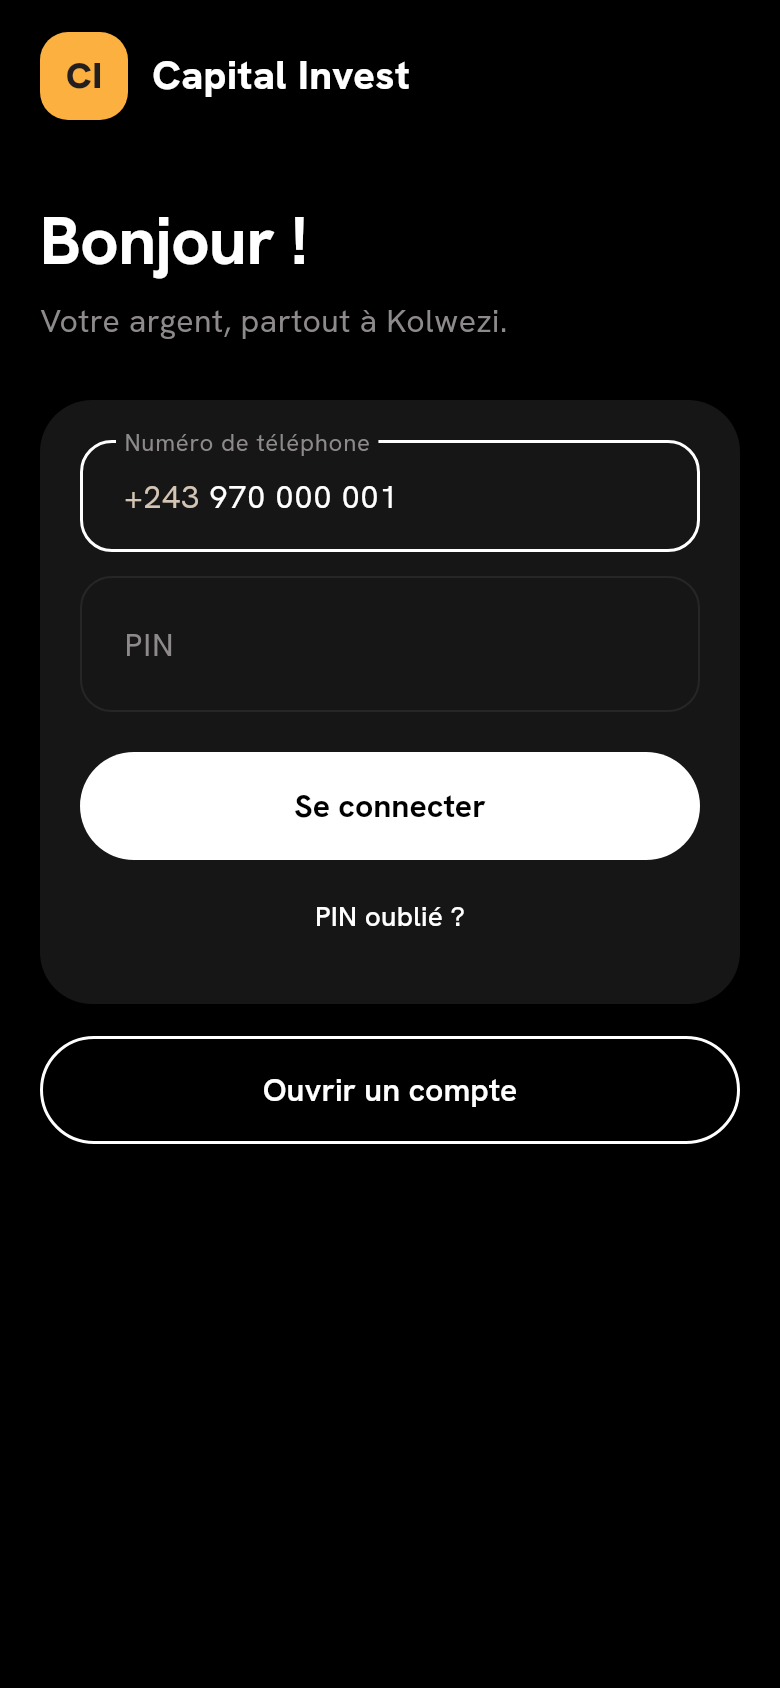 CI
Capital Invest
Bonjour !
Votre argent, partout à Kolwezi.
Numéro de téléphone
+243 970 000 001
PIN
Se connecter
PIN oublié ?
Ouvrir un compte